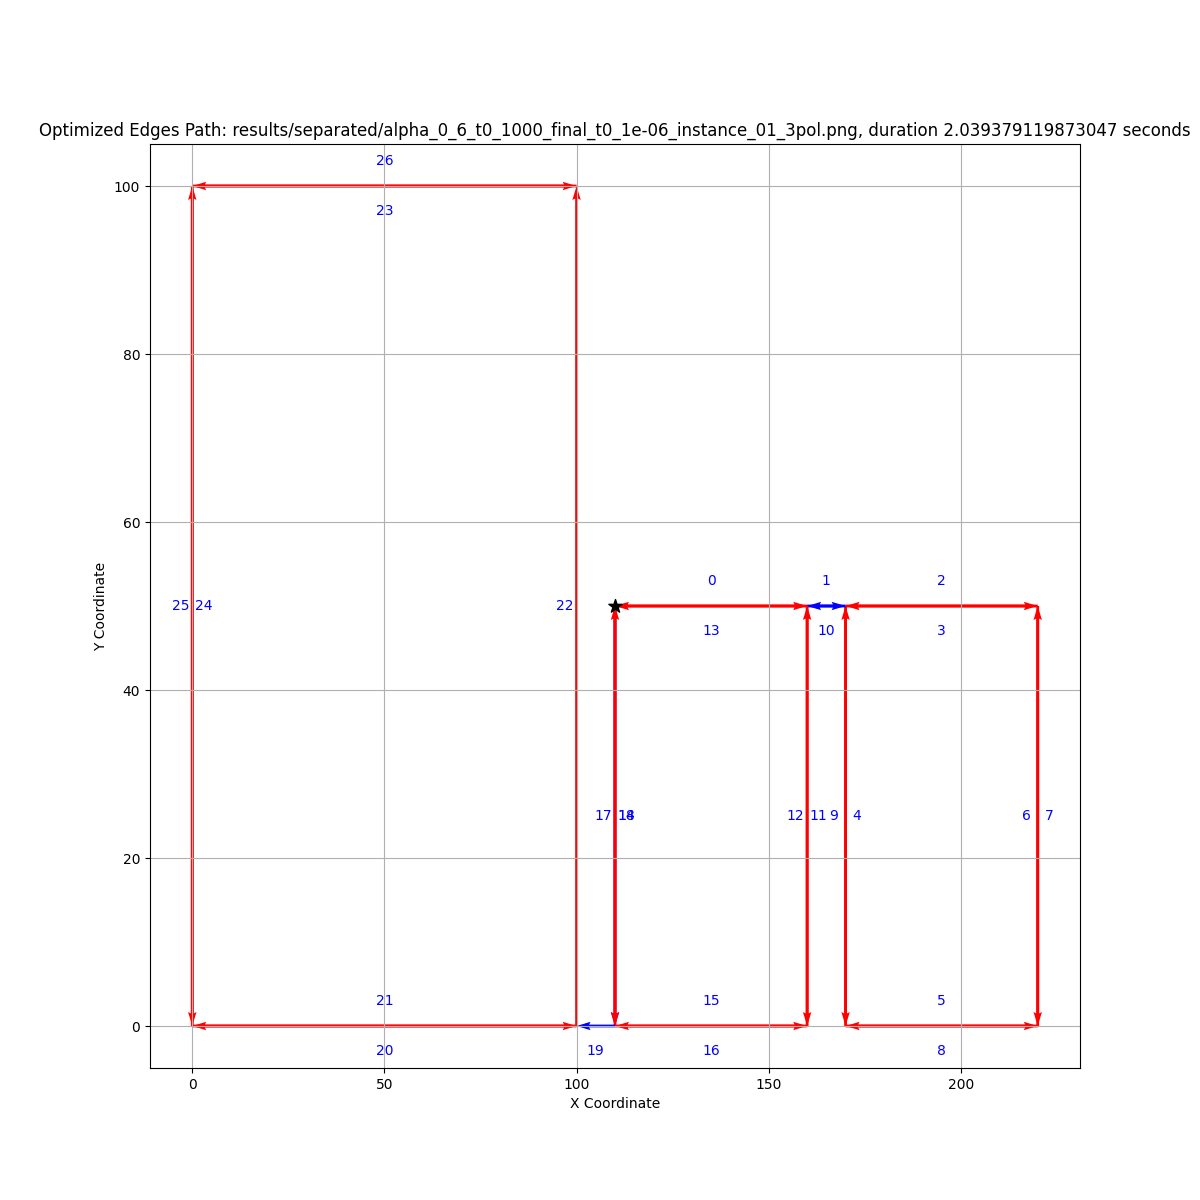 Optimized Edges Path: results/separated/alpha_0_6_t0_1000_final_t0_1e-06_instance_01_3pol.png, duration 2.039379119873047 seconds
26
100
23
80
60
0 1 2
25 24 22
13 10 3
Y Coordinate
40
17 14 18 12 11 9 4 6 7
20
21 15 5
0
20 19 16 8
0 50 100 150 200
X Coordinate